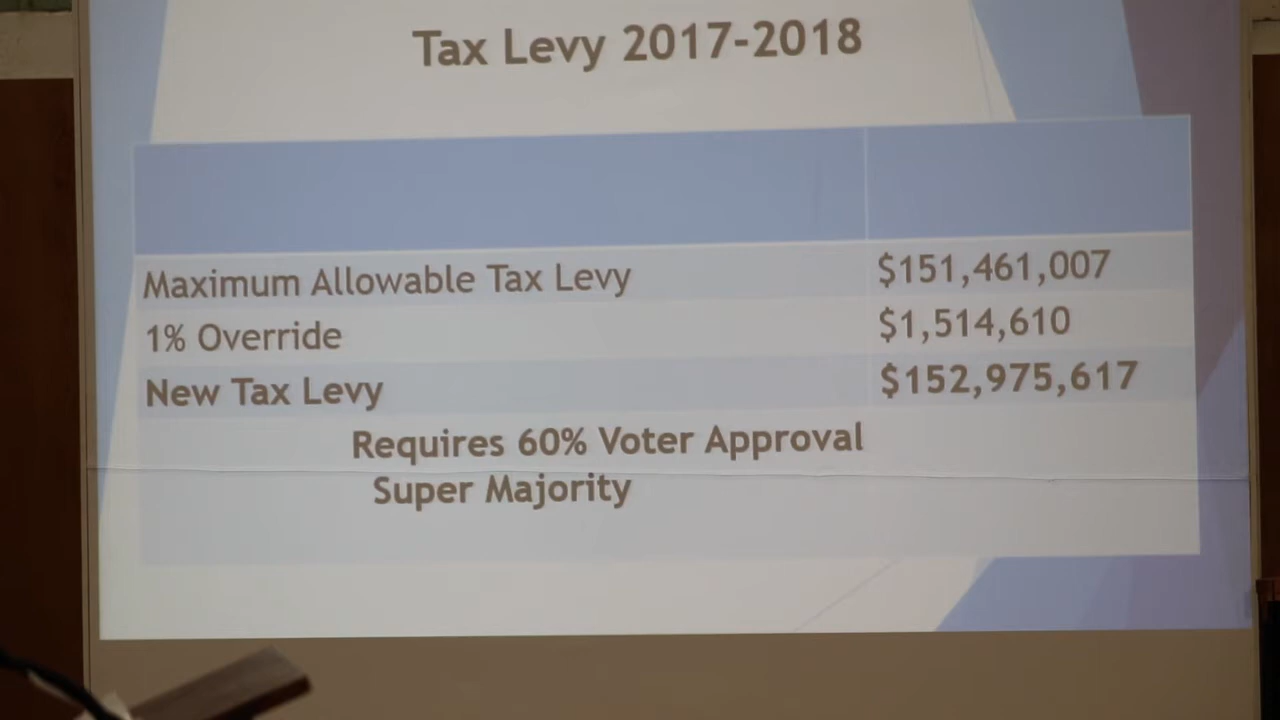 Tax Levy 2017-2018
Maximum Allowable Tax Levy $151,461,007
1% Override $1,514,610
New Tax Levy $152,975,617
Requires 60% Voter Approval
Super Majority